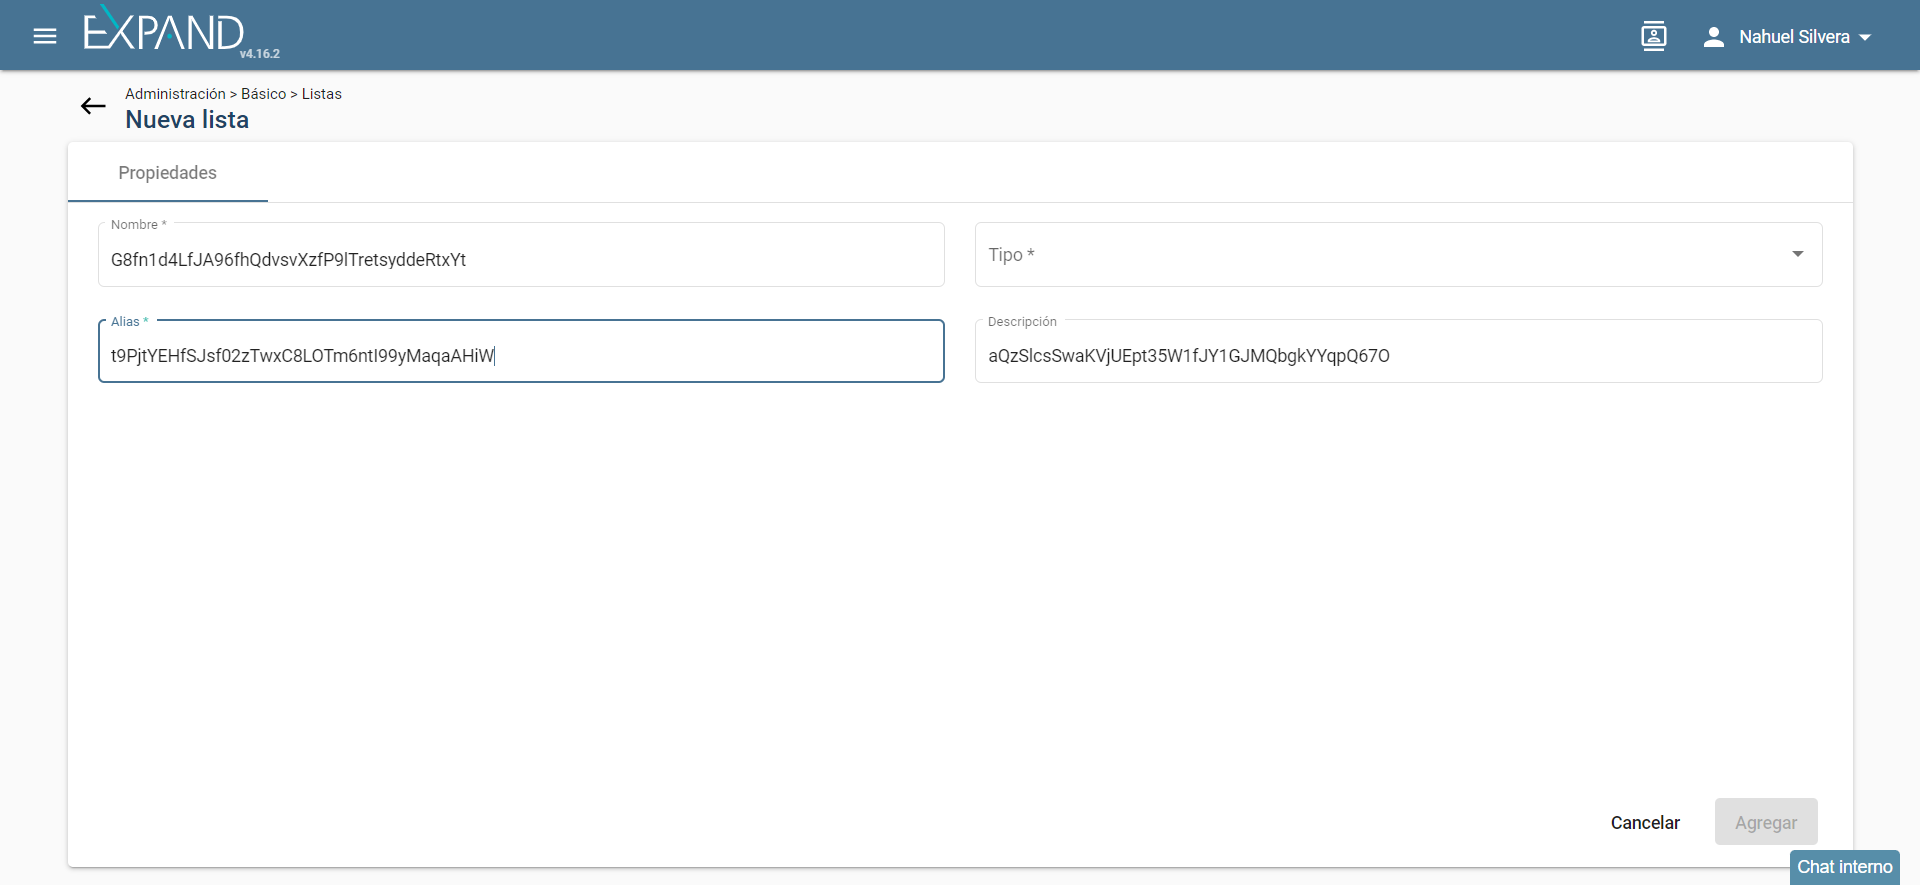 EXPAND
v4.16.2
Nahuel Silvera
Administración > Básico > Listas
Nueva lista
Propiedades
Nombre *
G8fn1d4LfJA96fhQdvsvXzfP9lTretsyddeRtxYt
Tipo *
Alias *
t9PjtYEHfSJsf02zTwxC8LOTm6ntI99yMaqaAHiW
Descripción
aQzSlcsSwaKVjUEpt35W1fJY1GJMQbgkYYqpQ67O
Cancelar
Agregar
Chat interno